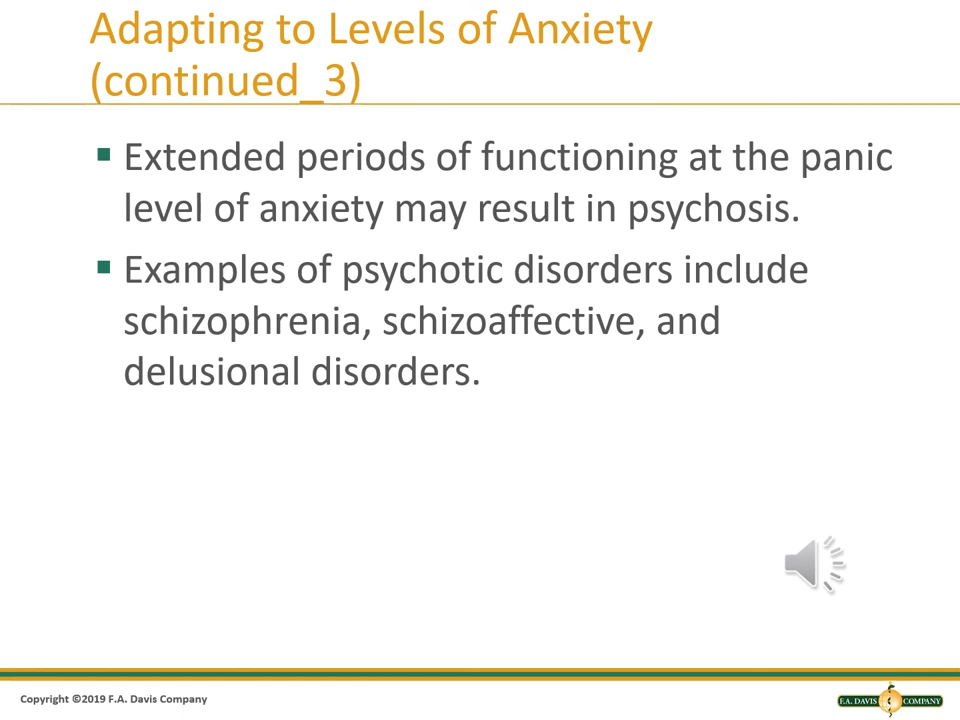 Adapting to Levels of Anxiety
(continued_3)
▪ Extended periods of functioning at the panic
level of anxiety may result in psychosis.
▪ Examples of psychotic disorders include
schizophrenia, schizoaffective, and
delusional disorders.
Copyright ©2019 F.A. Davis Company
F.A. DAVIS COMPANY